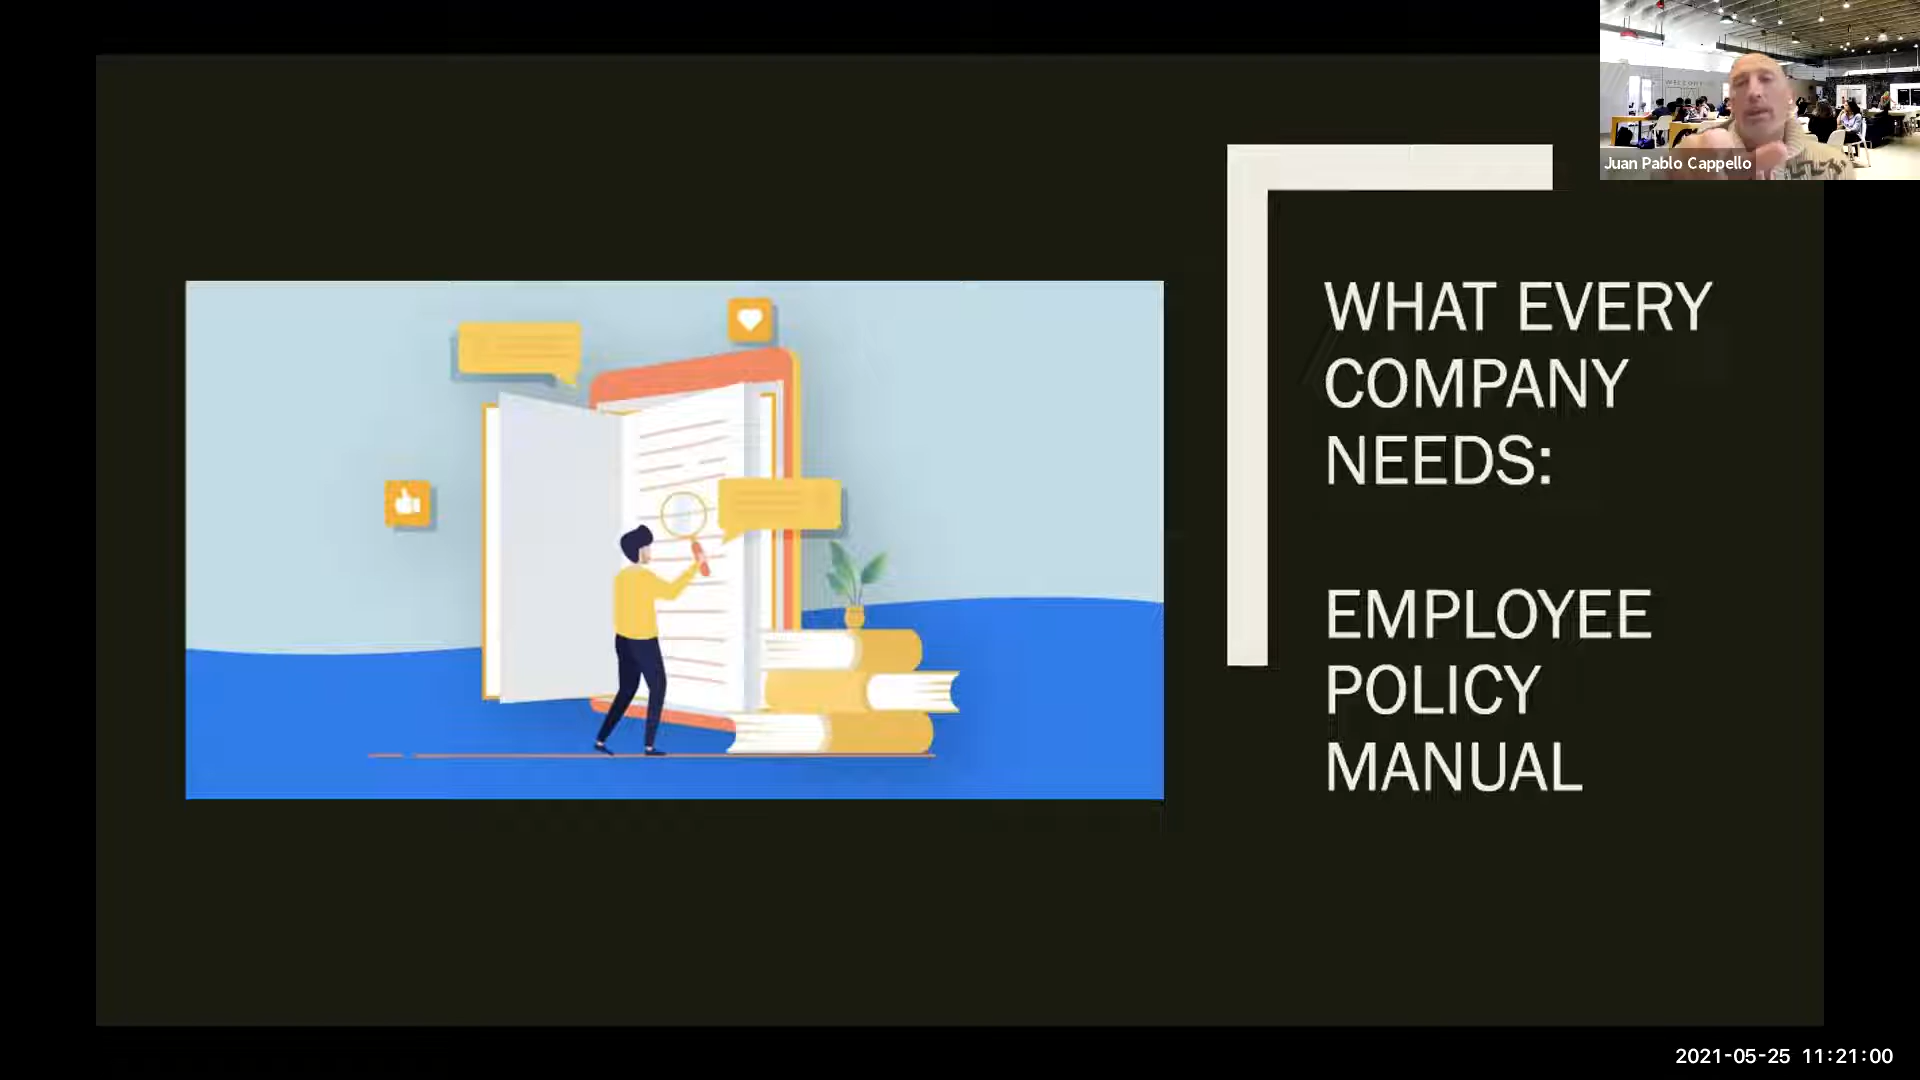 Juan Pablo Cappello
WHAT EVERY
COMPANY
NEEDS:
EMPLOYEE
POLICY
MANUAL
2021-05-25 11:21:00